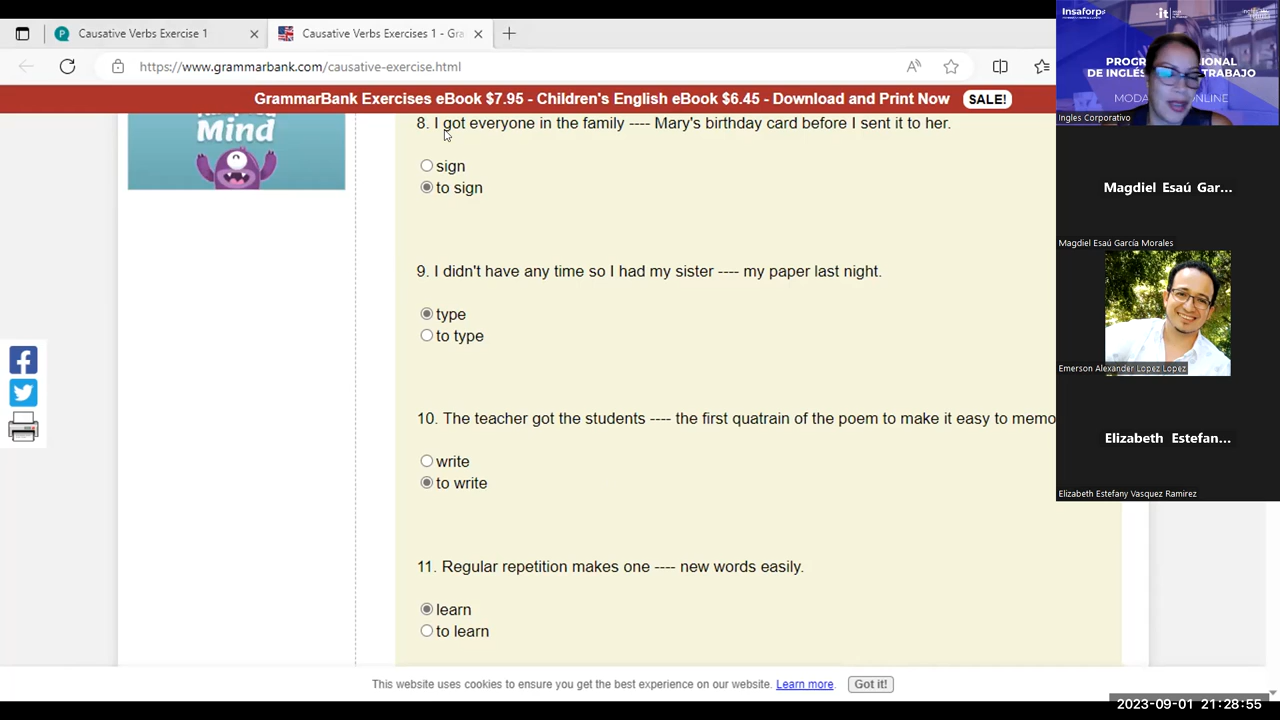 Causative Verbs Exercise 1
Causative Verbs Exercises 1 - Gra
https://www.grammarbank.com/causative-exercise.html
GrammarBank Exercises eBook $7.95 - Children's English eBook $6.45 - Download and Print Now SALE!
Mind
8. I got everyone in the family ---- Mary's birthday card before I sent it to her.
sign
to sign
9. I didn't have any time so I had my sister ---- my paper last night.
type
to type
10. The teacher got the students ---- the first quatrain of the poem to make it easy to memo
write
to write
11. Regular repetition makes one ---- new words easily.
learn
to learn
This website uses cookies to ensure you get the best experience on our website. Learn more. Got it!
Insaforp
it
Ingles Corporativo
Magdiel Esaú Gar...
Magdiel Esaú García Morales
Emerson Alexander Lopez Lopez
Elizabeth Estefan...
Elizabeth Estefany Vasquez Ramirez
2023-09-01 21:28:55